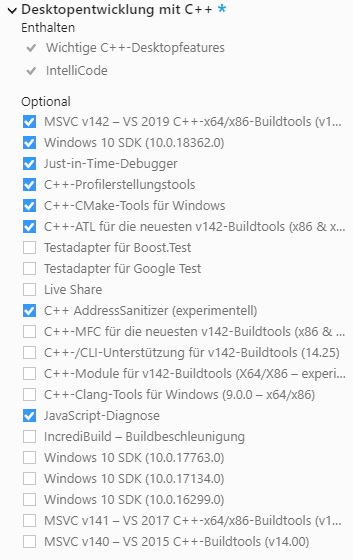 Desktopentwicklung mit C++ *
Enthalten
Wichtige C++-Desktopfeatures
IntelliCode
Optional
MSVC v142 – VS 2019 C++-x64/x86-Buildtools (v1...
Windows 10 SDK (10.0.18362.0)
Just-in-Time-Debugger
C++-Profilerstellungstools
C++-CMake-Tools für Windows
C++-ATL für die neuesten v142-Buildtools (x86 & x...
Testadapter für Boost.Test
Testadapter für Google Test
Live Share
C++ AddressSanitizer (experimentell)
C++-MFC für die neuesten v142-Buildtools (x86 &...
C++-/CLI-Unterstützung für v142-Buildtools (14.25)
C++-Module für v142-Buildtools (X64/X86 – experi...
C++-Clang-Tools für Windows (9.0.0 – x64/x86)
JavaScript-Diagnose
IncrediBuild – Buildbeschleunigung
Windows 10 SDK (10.0.17763.0)
Windows 10 SDK (10.0.17134.0)
Windows 10 SDK (10.0.16299.0)
MSVC v141 – VS 2017 C++-x64/x86-Buildtools (v1...
MSVC v140 – VS 2015 C++-Buildtools (v14.00)